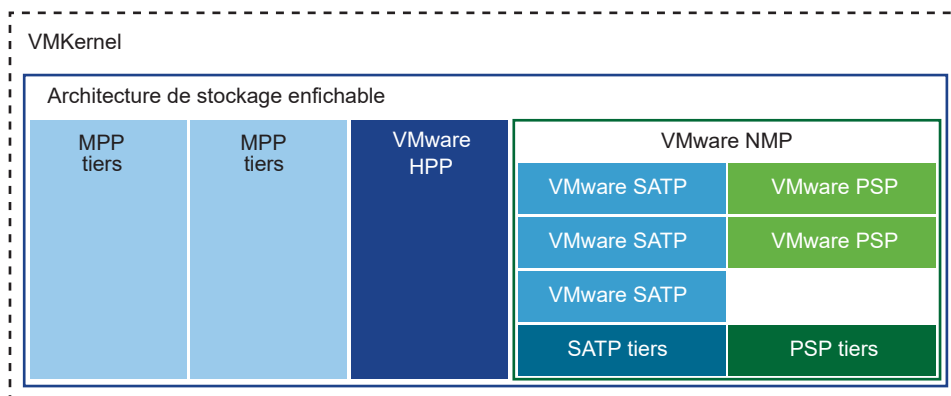 VMKernel
Architecture de stockage enfichable
MPP
tiers
MPP
tiers
VMware
HPP
VMware NMP
VMware SATP
VMware PSP
VMware SATP
VMware PSP
VMware SATP
SATP tiers
PSP tiers